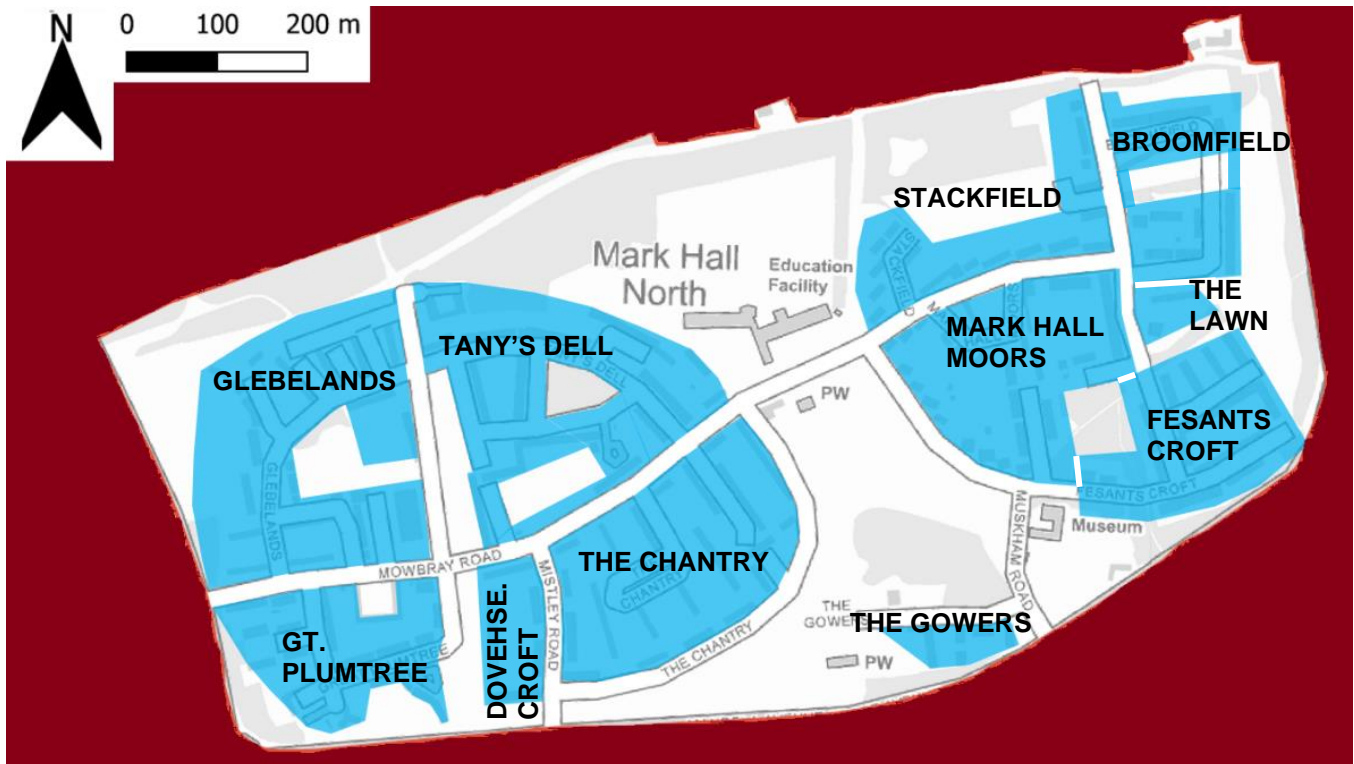 N
0 100 200 m
BROOMFIELD
STACKFIELD
STACKFIELD
Mark Hall
North
Education
Facility
THE
LAWN
MARK HALL
MOORS
TANY'S DELL
TANY'S DELL
GLEBELANDS
GLEBELANDS
PW
FESANTS
CROFT
FESANTS CROFT
MUSKHAM ROAD
Museum
MOWBRAY ROAD
MISTLEY ROAD
THE CHANTRY
CHANTRY
THE CHANTRY
DOVEHSE.
CROFT
GT.
PLUMTREE
THE
GOWERS
THE GOWERS
PW